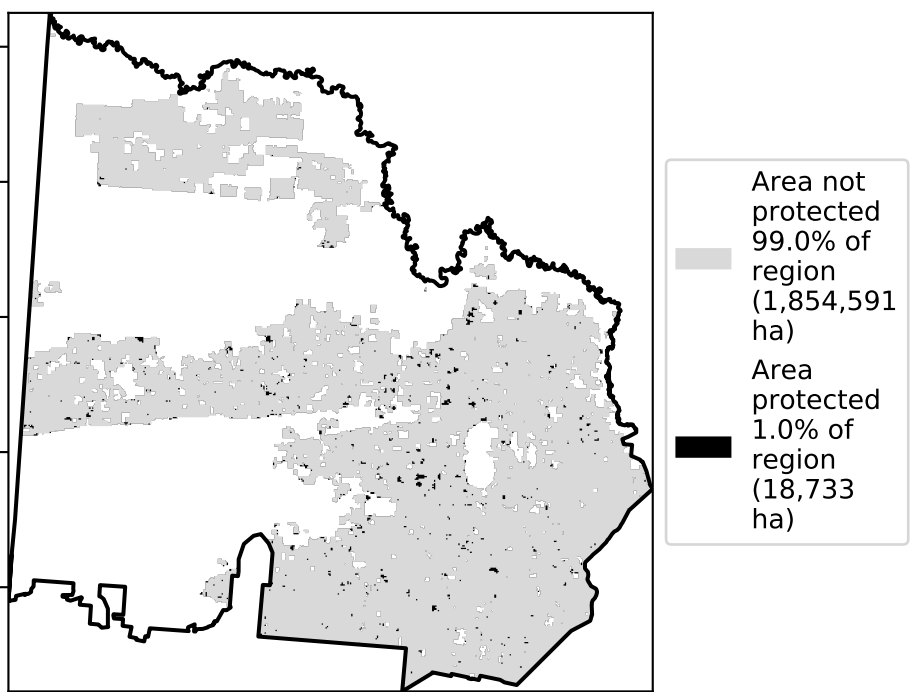 Area not
protected
99.0% of
region
(1,854,591
ha)
Area
protected
1.0% of
region
(18,733
ha)